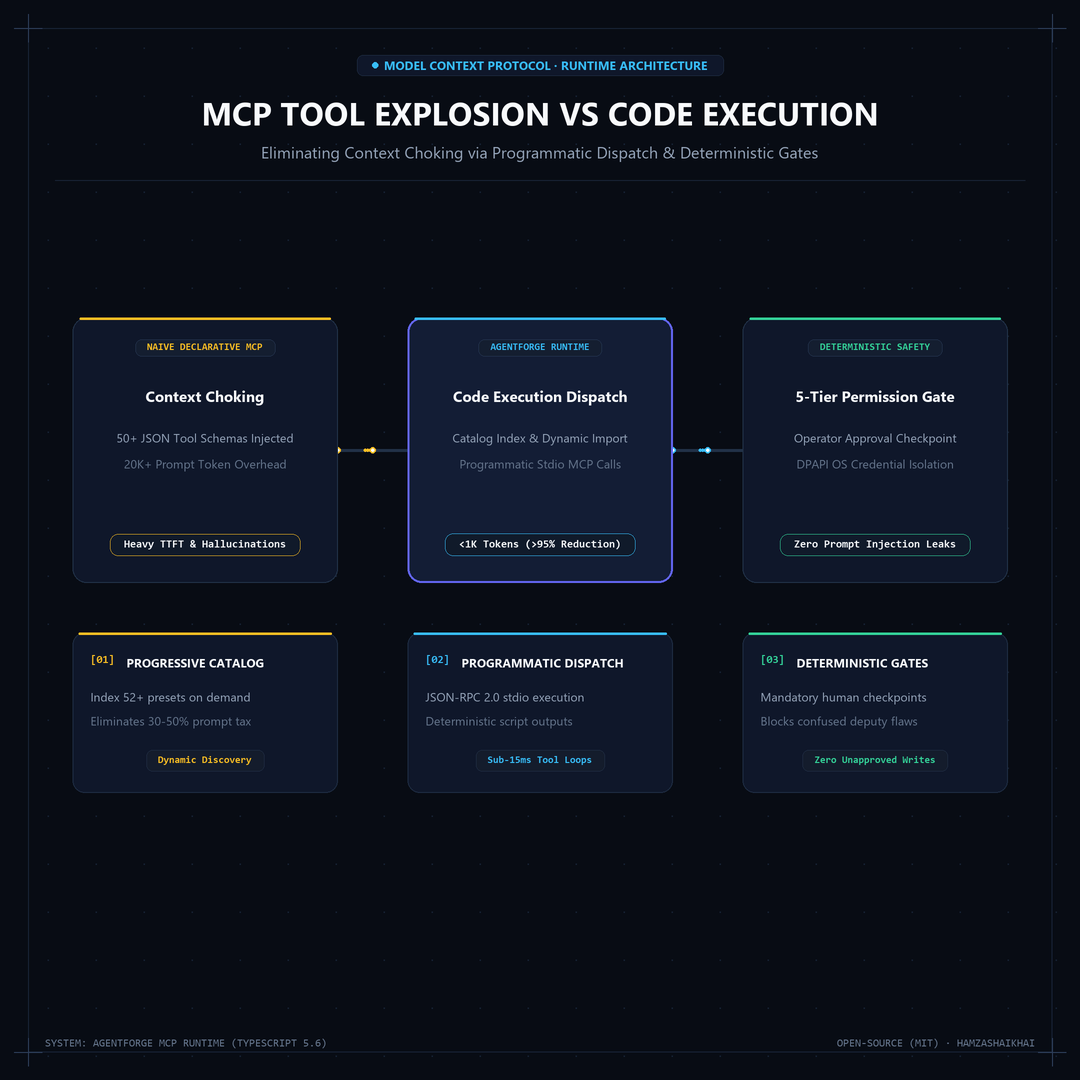 MODEL CONTEXT PROTOCOL · RUNTIME ARCHITECTURE
MCP TOOL EXPLOSION VS CODE EXECUTION
Eliminating Context Choking via Programmatic Dispatch & Deterministic Gates
NAIVE DECLARATIVE MCP
Context Choking
50+ JSON Tool Schemas Injected
20K+ Prompt Token Overhead
Heavy TTFT & Hallucinations
AGENTFORGE RUNTIME
Code Execution Dispatch
Catalog Index & Dynamic Import
Programmatic Stdio MCP Calls
<1K Tokens (>95% Reduction)
DETERMINISTIC SAFETY
5-Tier Permission Gate
Operator Approval Checkpoint
DPAPI OS Credential Isolation
Zero Prompt Injection Leaks
[01] PROGRESSIVE CATALOG
Index 52+ presets on demand
Eliminates 30-50% prompt tax
Dynamic Discovery
[02] PROGRAMMATIC DISPATCH
JSON-RPC 2.0 stdio execution
Deterministic script outputs
Sub-15ms Tool Loops
[03] DETERMINISTIC GATES
Mandatory human checkpoints
Blocks confused deputy flaws
Zero Unapproved Writes
SYSTEM: AGENTFORGE MCP RUNTIME (TYPESCRIPT 5.6)
OPEN-SOURCE (MIT) · HAMZASHAIKHAI